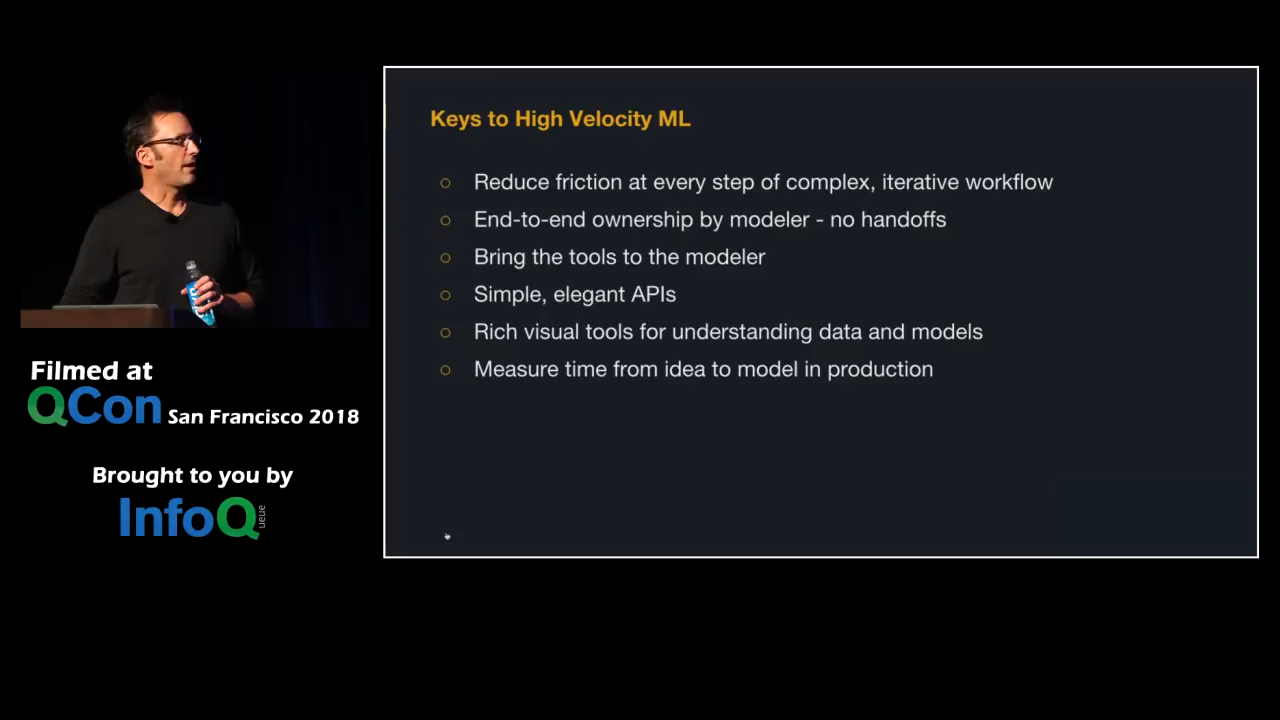 Keys to High Velocity ML
Reduce friction at every step of complex, iterative workflow
End-to-end ownership by modeler - no handoffs
Bring the tools to the modeler
Simple, elegant APIs
Rich visual tools for understanding data and models
Measure time from idea to model in production
Filmed at
QCon San Francisco 2018
Brought to you by
InfoQueue